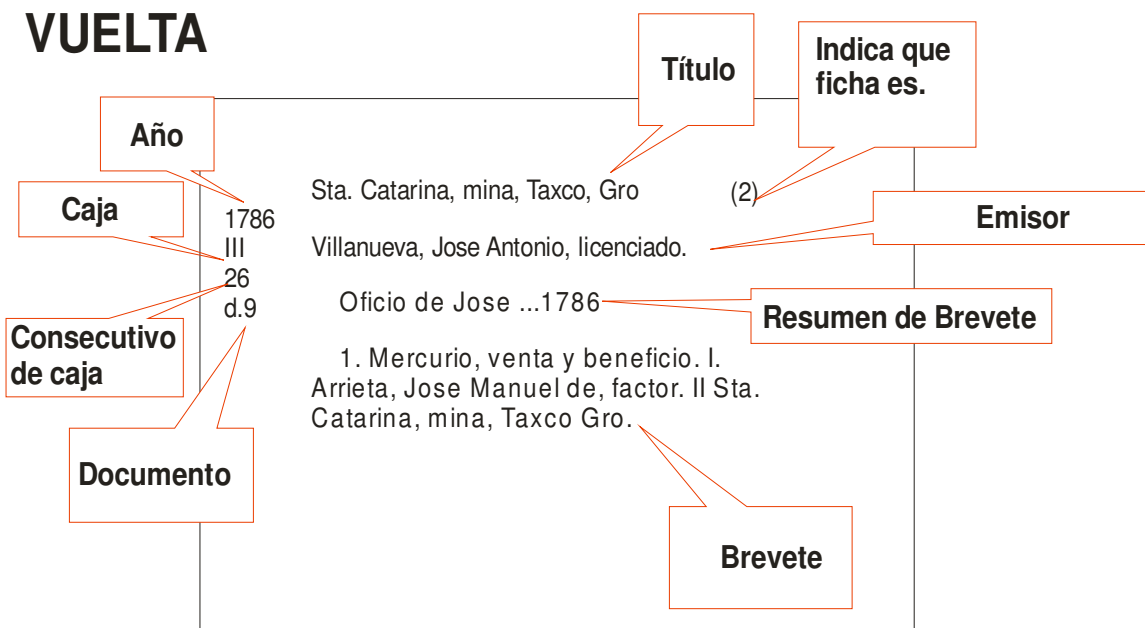 VUELTA
Título
Indica que
ficha es.
Año
Sta. Catarina, mina, Taxco, Gro (2)
Caja
1786
Emisor
III
Villanueva, Jose Antonio, licenciado.
26
Oficio de Jose ...1786
d.9
Resumen de Brevete
Consecutivo
de caja
1. Mercurio, venta y beneficio. I.
Arrieta, Jose Manuel de, factor. II Sta.
Catarina, mina, Taxco Gro.
Documento
Brevete